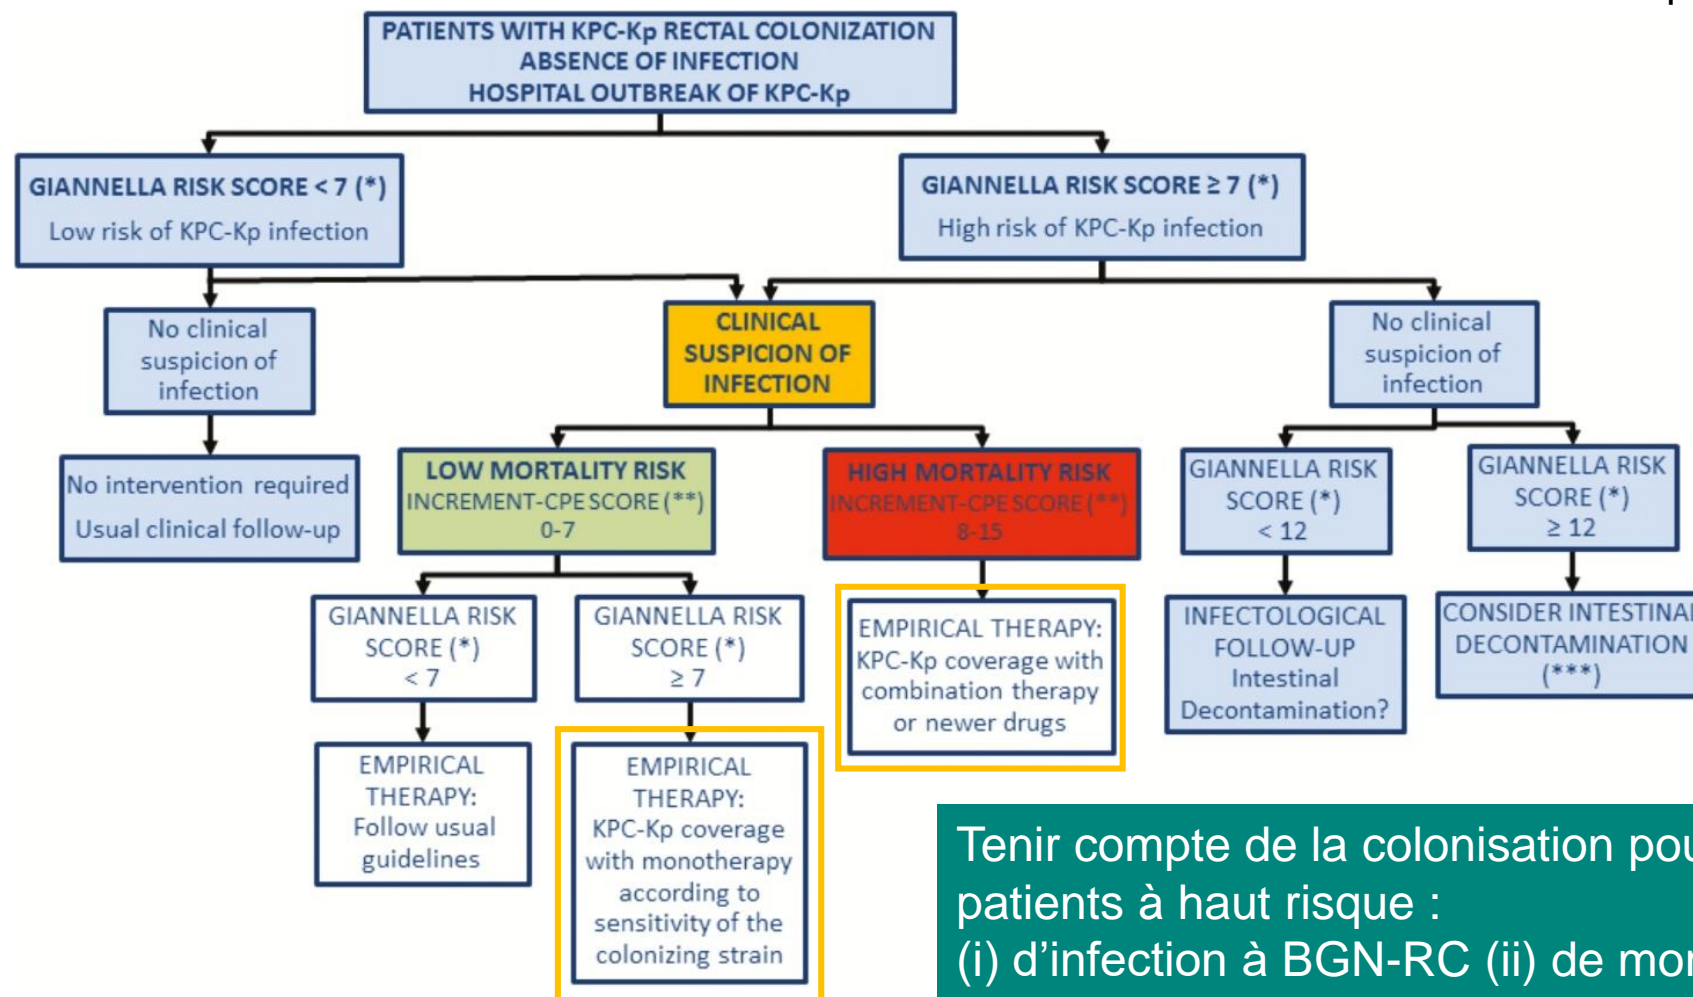 PATIENTS WITH KPC-Kp RECTAL COLONIZATION
ABSENCE OF INFECTION
HOSPITAL OUTBREAK OF KPC-Kp
GIANNELLA RISK SCORE < 7 (*)
Low risk of KPC-Kp infection
GIANNELLA RISK SCORE ≥ 7 (*)
High risk of KPC-Kp infection
No clinical
suspicion of
infection
CLINICAL
SUSPICION OF
INFECTION
No clinical
suspicion of
infection
No intervention required
Usual clinical follow-up
LOW MORTALITY RISK
INCREMENT-CPE SCORE (**)
0-7
HIGH MORTALITY RISK
INCREMENT-CPE SCORE (**)
8-15
GIANNELLA RISK
SCORE (*)
< 12
GIANNELLA RISK
SCORE (*)
≥ 12
GIANNELLA RISK
SCORE (*)
< 7
GIANNELLA RISK
SCORE (*)
≥ 7
EMPIRICAL THERAPY:
KPC-Kp coverage with
combination therapy
or newer drugs
INFECTOLOGICAL
FOLLOW-UP
Intestinal
Decontamination?
CONSIDER INTESTINAL
DECONTAMINATION
(***)
EMPIRICAL
THERAPY:
Follow usual
guidelines
EMPIRICAL
THERAPY:
KPC-Kp coverage
with monotherapy
according to
sensitivity of the
colonizing strain
Tenir compte de la colonisation pou
patients à haut risque :
(i) d'infection à BGN-RC (ii) de mor